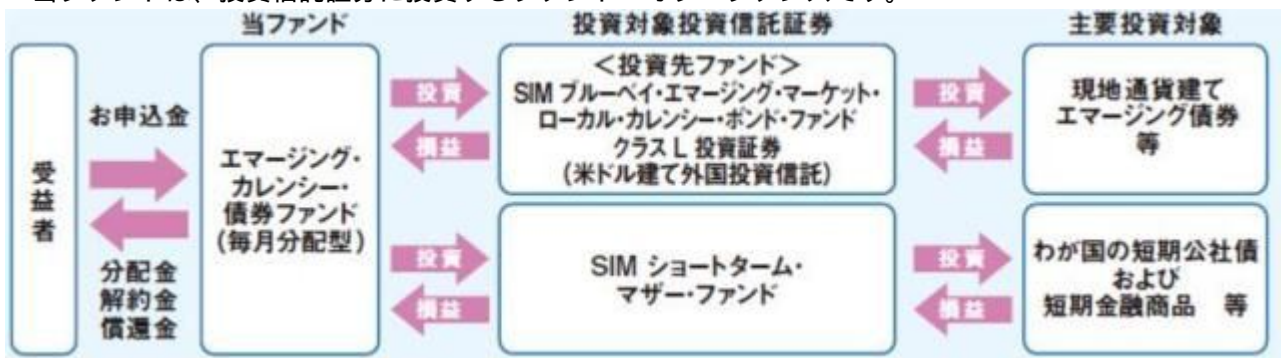 当ファンド
投資対象投資信託証券
主要投資対象
受益者
お申込金
分配金
解約金
償還金
エマージング・
カレンシー・
債券ファンド
(毎月分配型)
投資
損益
<投資先ファンド>
SIM ブルーベイ・エマージング・マーケット・
ローカル・カレンシー・ボンド・ファンド
クラス L 投資証券
(米ドル建て外国投資信託)
投資
損益
現地通貨建て
エマージング債券
等
投資
損益
SIM ショートターム・
マザー・ファンド
投資
損益
わが国の短期公社債
および
短期金融商品 等